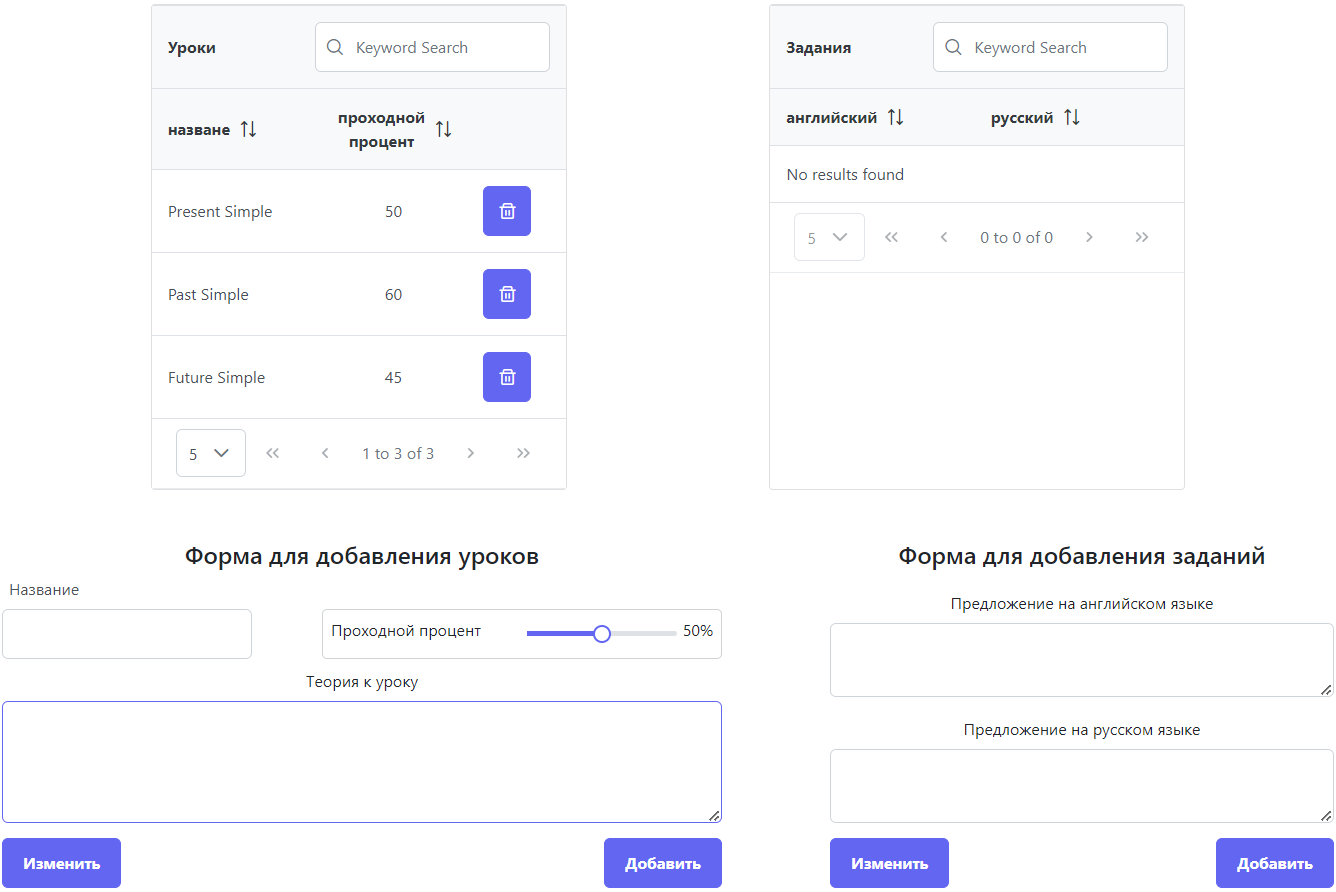 Уроки
Keyword Search
назване
проходной
процент
Present Simple
50
Past Simple
60
Future Simple
45
5
1 to 3 of 3
Задания
Keyword Search
английский
русский
No results found
5
0 to 0 of 0
Форма для добавления уроков
Название
Проходной процент
50%
Теория к уроку
Изменить
Добавить
Форма для добавления заданий
Предложение на английском языке
Предложение на русском языке
Изменить
Добавить